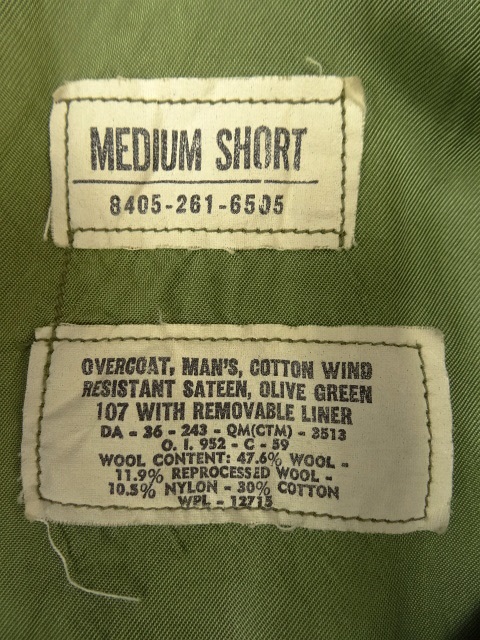 MEDIUM SHORT
8405-261-6505
OVERCOAT, MAN'S, COTTON WIND
RESISTANT SATEEN, OLIVE GREEN
107 WITH REMOVABLE LINER
DA - 36 - 243 - QM(CTM) - 3513
O. I. 952 - C - 59
WOOL CONTENT: 47.6% WOOL -
11.9% REPROCESSED WOOL -
10.5% NYLON - 30% COTTON
WPL - 12715